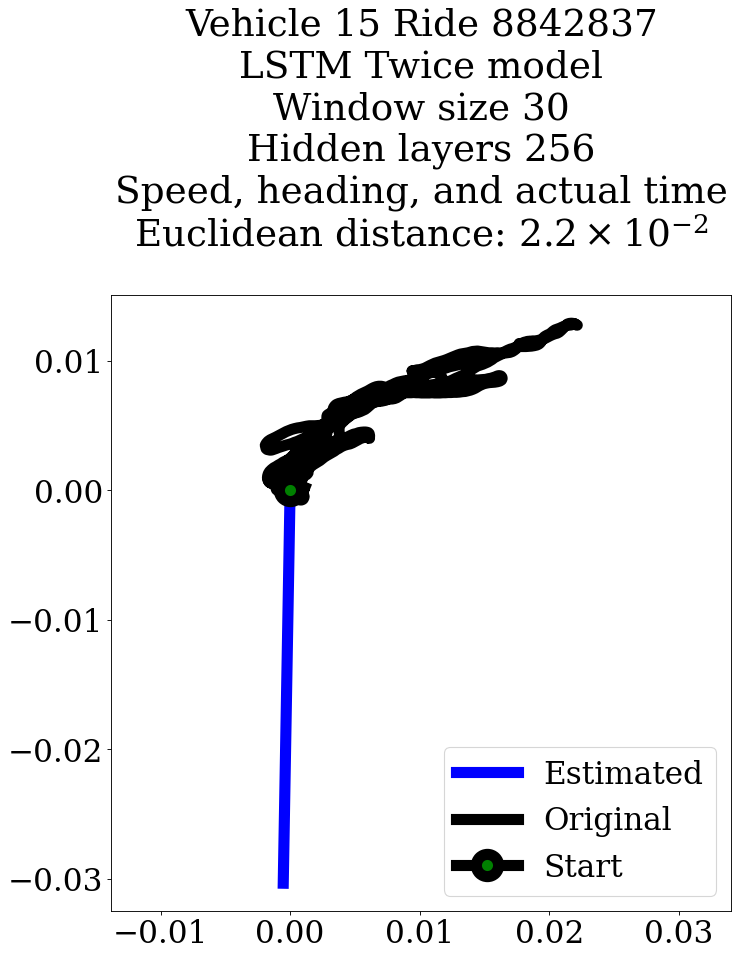 Vehicle 15 Ride 8842837
LSTM Twice model
Window size 30
Hidden layers 256
Speed, heading, and actual time
Euclidean distance: 2.2 × 10⁻²
0.01
0.00
−0.01
−0.02
−0.03
Estimated
Original
Start
−0.01 0.00 0.01 0.02 0.03